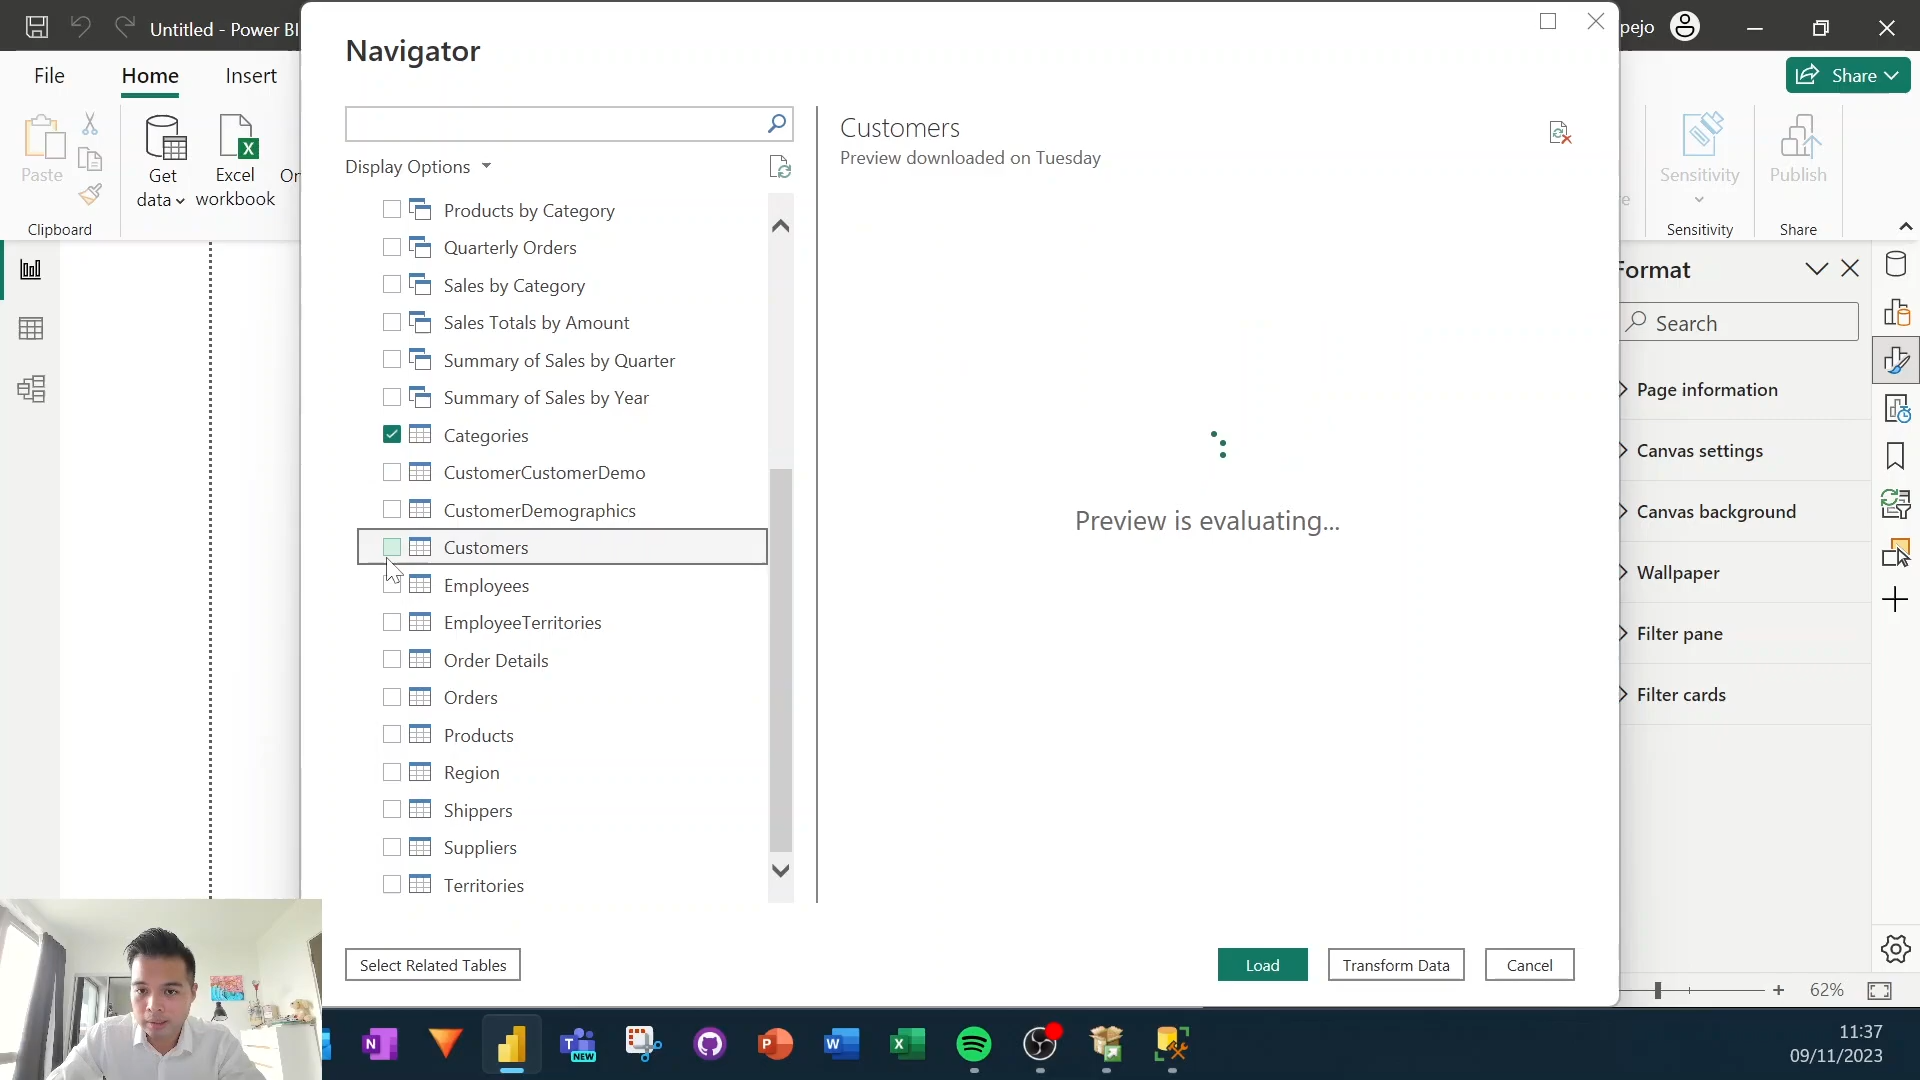 Untitled - Power BI
pejo
File
Home
Insert
Share
Paste
Get
data
Excel
workbook
Clipboard
Sensitivity
Publish
Sensitivity
Share
Navigator
Display Options
Products by Category
Quarterly Orders
Sales by Category
Sales Totals by Amount
Summary of Sales by Quarter
Summary of Sales by Year
Categories
CustomerCustomerDemo
CustomerDemographics
Customers
Employees
EmployeeTerritories
Order Details
Orders
Products
Region
Shippers
Suppliers
Territories
Select Related Tables
Customers
Preview downloaded on Tuesday
Preview is evaluating...
Load
Transform Data
Cancel
Format
Search
Page information
Canvas settings
Canvas background
Wallpaper
Filter pane
Filter cards
62%
NEW
11:37
09/11/2023